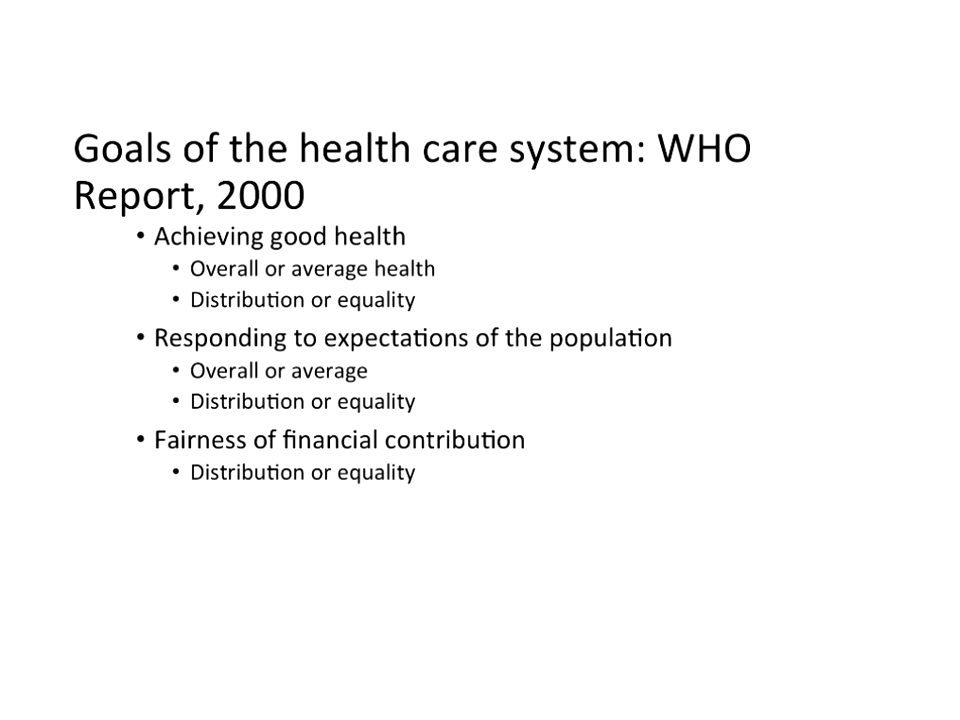 Goals of the health care system: WHO
Report, 2000
• Achieving good health
• Overall or average health
• Distribution or equality
• Responding to expectations of the population
• Overall or average
• Distribution or equality
• Fairness of financial contribution
• Distribution or equality